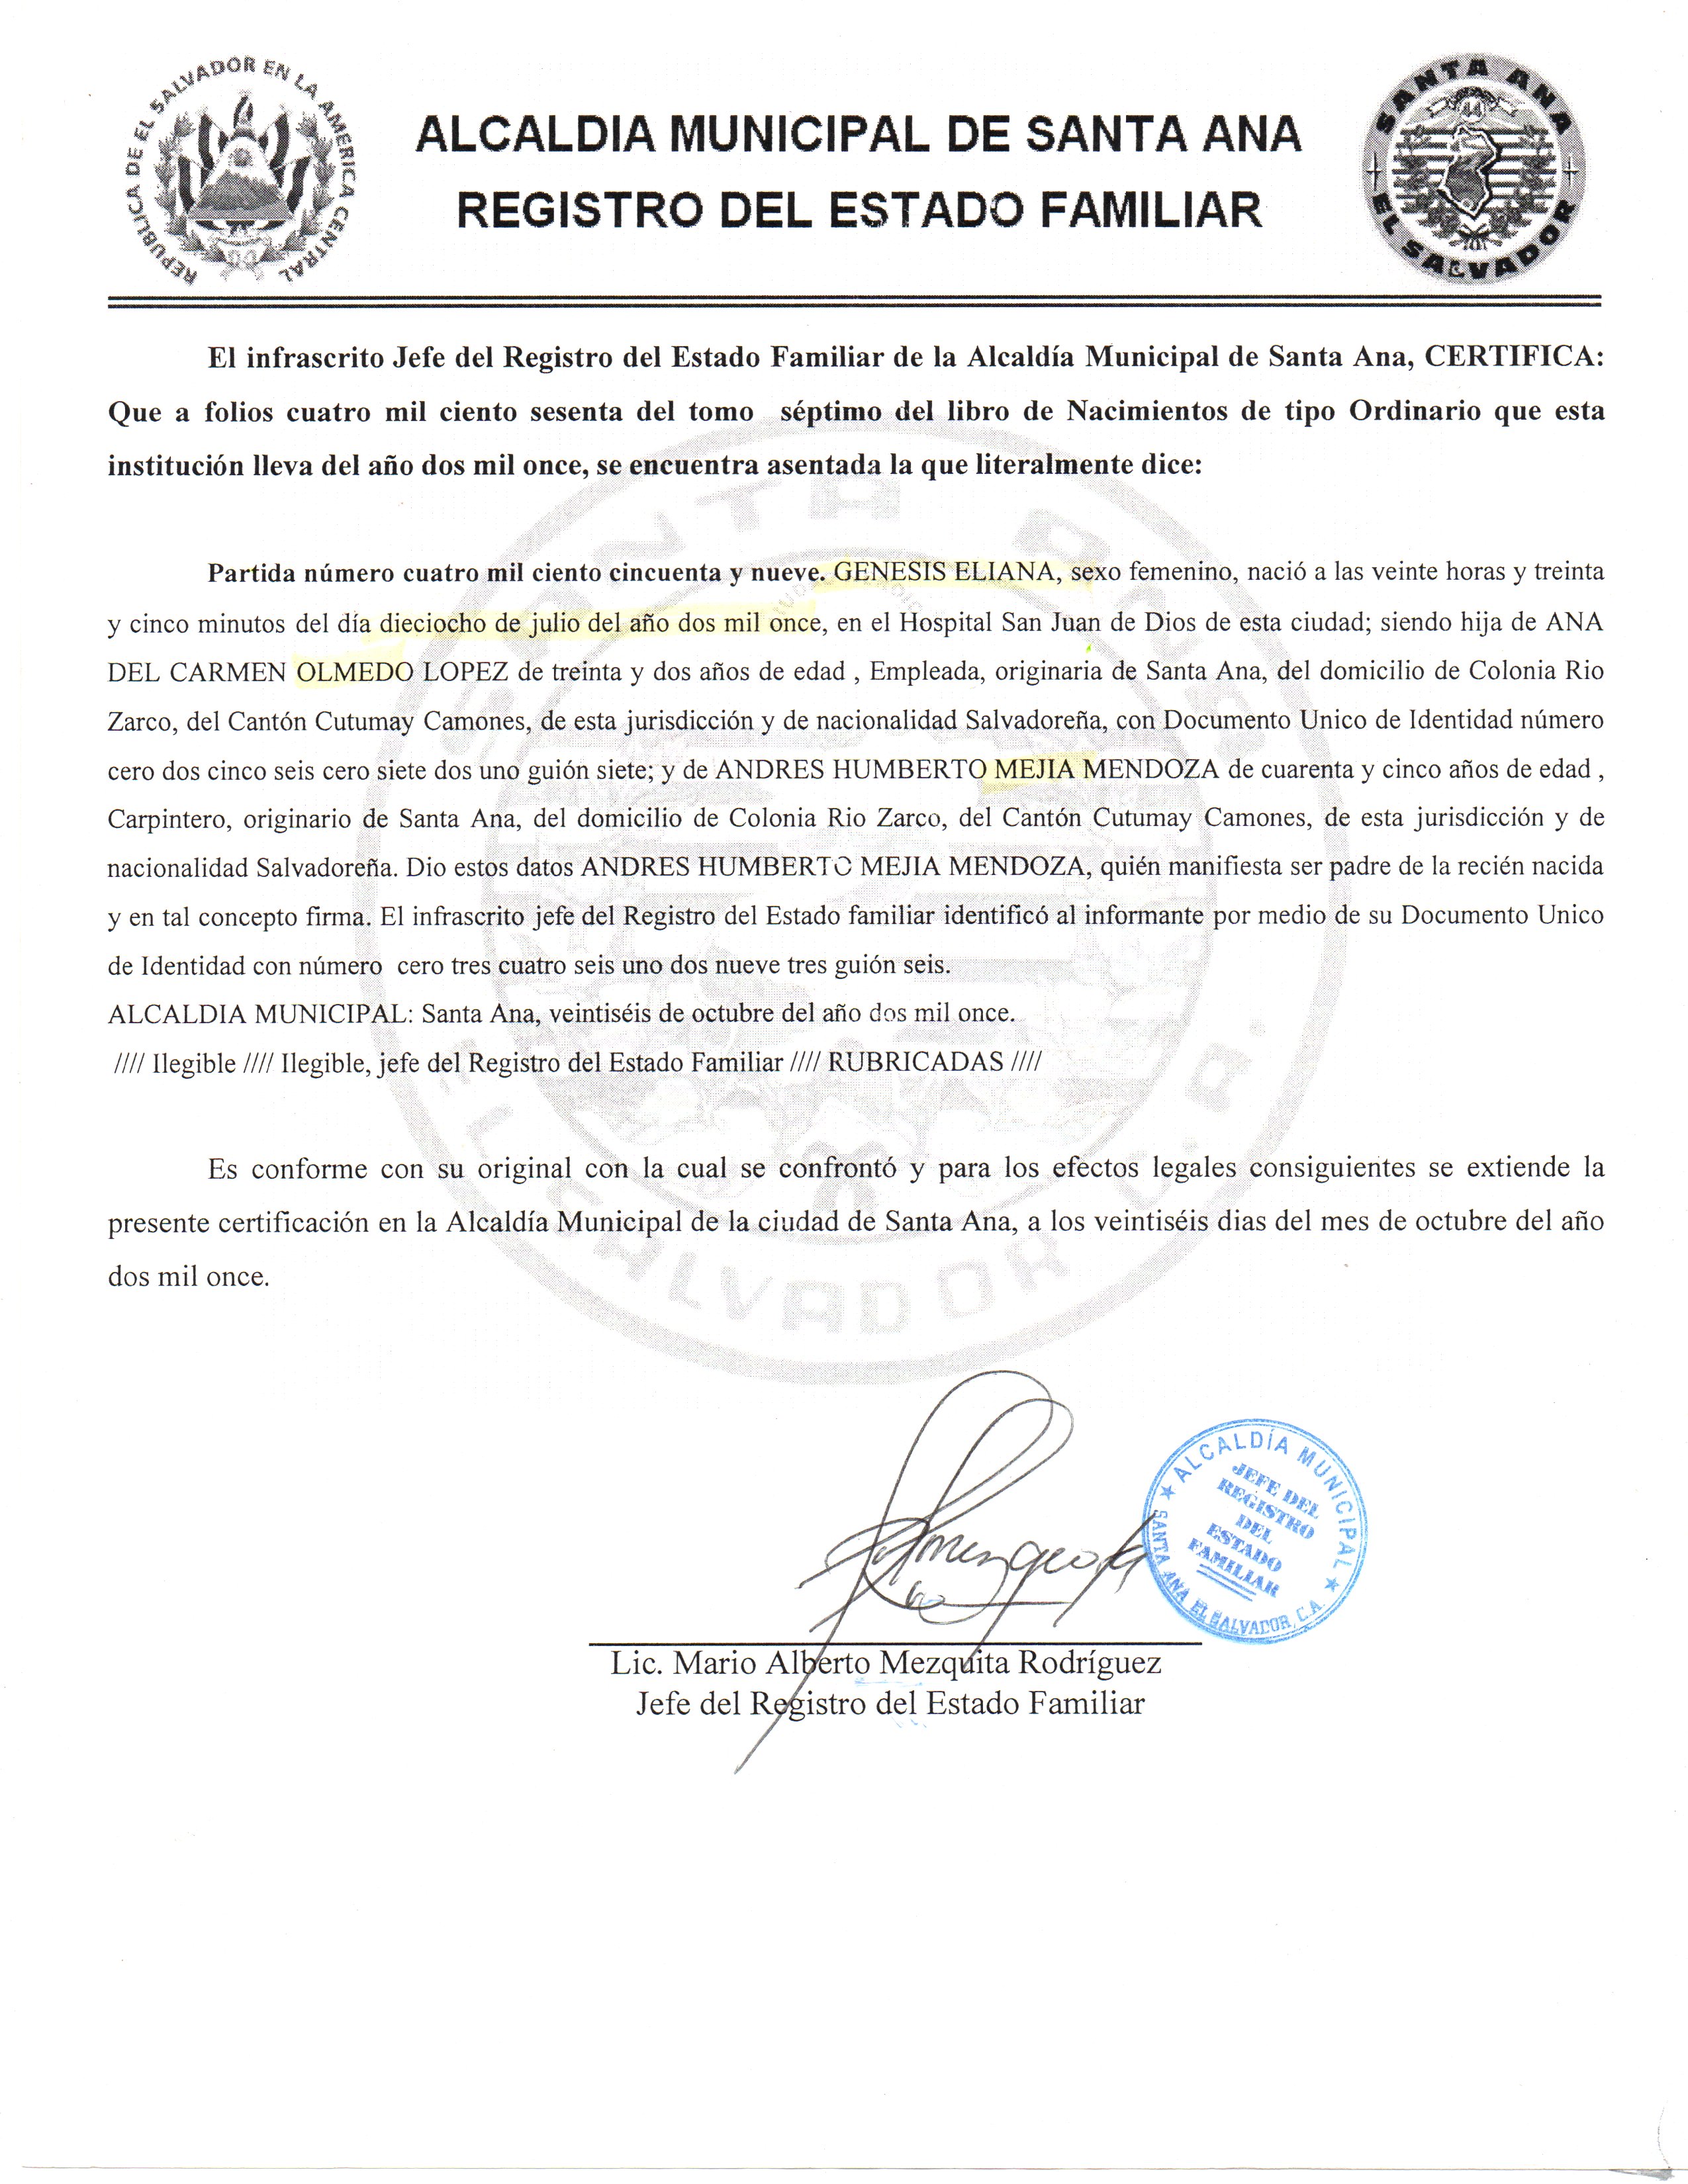 REPUBLICA DE EL SALVADOR EN LA AMERICA CENTRAL
ALCALDIA MUNICIPAL DE SANTA ANA
REGISTRO DEL ESTADO FAMILIAR
SANTA ANA
EL SALVADOR
El infrascrito Jefe del Registro del Estado Familiar de la Alcaldía Municipal de Santa Ana, CERTIFICA:
Que a folios cuatro mil ciento sesenta del tomo séptimo del libro de Nacimientos de tipo Ordinario que esta
institución lleva del año dos mil once, se encuentra asentada la que literalmente dice:
Partida número cuatro mil ciento cincuenta y nueve. GENESIS ELIANA, sexo femenino, nació a las veinte horas y treinta
y cinco minutos del día dieciocho de julio del año dos mil once, en el Hospital San Juan de Dios de esta ciudad; siendo hija de ANA
DEL CARMEN OLMEDO LOPEZ de treinta y dos años de edad , Empleada, originaria de Santa Ana, del domicilio de Colonia Rio
Zarco, del Cantón Cutumay Camones, de esta jurisdicción y de nacionalidad Salvadoreña, con Documento Unico de Identidad número
cero dos cinco seis cero siete dos uno guión siete; y de ANDRES HUMBERTO MEJIA MENDOZA de cuarenta y cinco años de edad ,
Carpintero, originario de Santa Ana, del domicilio de Colonia Rio Zarco, del Cantón Cutumay Camones, de esta jurisdicción y de
nacionalidad Salvadoreña. Dio estos datos ANDRES HUMBERTO MEJIA MENDOZA, quién manifiesta ser padre de la recién nacida
y en tal concepto firma. El infrascrito jefe del Registro del Estado familiar identificó al informante por medio de su Documento Unico
de Identidad con número cero tres cuatro seis uno dos nueve tres guión seis.
ALCALDIA MUNICIPAL: Santa Ana, veintiséis de octubre del año dos mil once.
//// Ilegible //// Ilegible, jefe del Registro del Estado Familiar //// RUBRICADAS ////
Es conforme con su original con la cual se confrontó y para los efectos legales consiguientes se extiende la
presente certificación en la Alcaldía Municipal de la ciudad de Santa Ana, a los veintiséis dias del mes de octubre del año
dos mil once.
ALCALDÍA MUNICIPAL
JEFE DEL
REGISTRO
DEL
ESTADO
FAMILIAR
SANTA ANA EL SALVADOR, C.A.
Lic. Mario Alberto Mezquita Rodríguez
Jefe del Registro del Estado Familiar